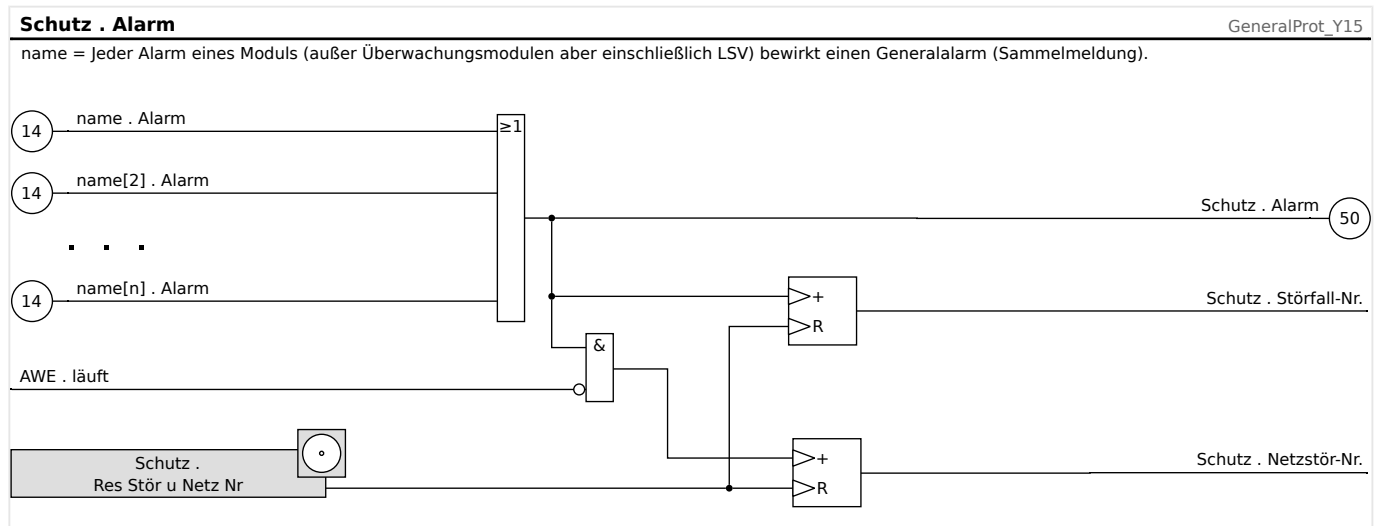 Schutz . Alarm
GeneralProt_Y15
name = Jeder Alarm eines Moduls (außer Überwachungsmodulen aber einschließlich LSV) bewirkt einen Generalalarm (Sammelmeldung).
14 name . Alarm
≥1
14 name[2] . Alarm
Schutz . Alarm 50
. . .
14 name[n] . Alarm
+
R
Schutz . Störfall-Nr.
&
AWE . läuft
Schutz .
Res Stör u Netz Nr
+
R
Schutz . Netzstör-Nr.